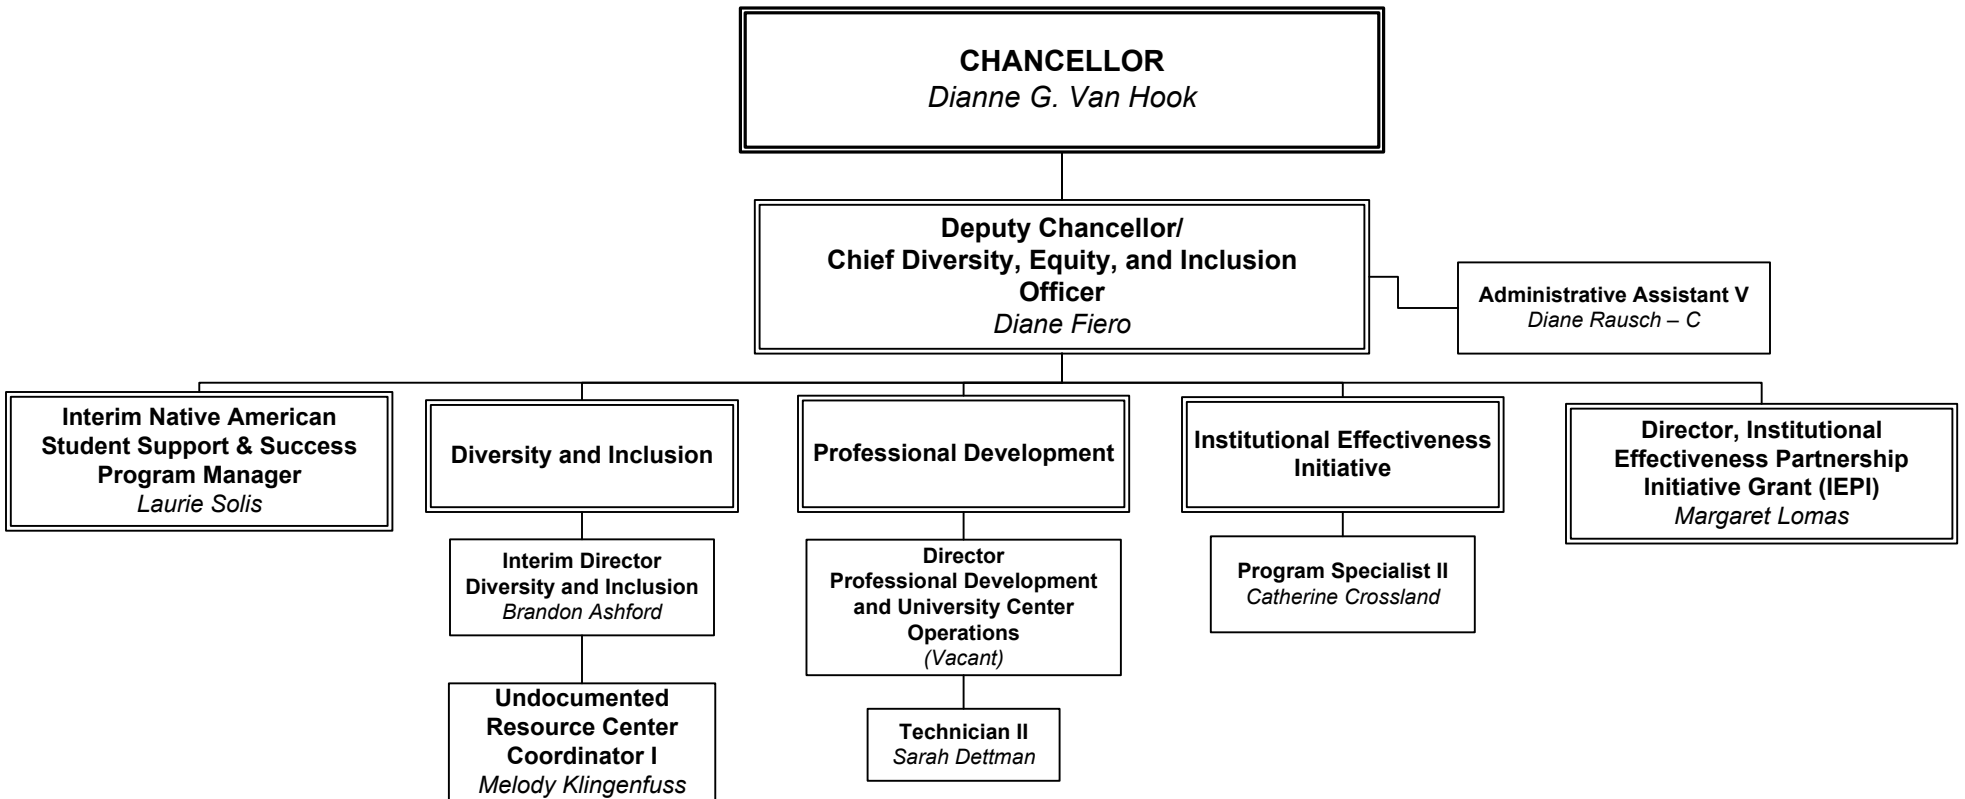 CHANCELLOR
Dianne G. Van Hook
Deputy Chancellor/
Chief Diversity, Equity, and Inclusion
Officer
Diane Fiero
Administrative Assistant V
Diane Rausch – C
Interim Native American
Student Support & Success
Program Manager
Laurie Solis
Diversity and Inclusion
Professional Development
Institutional Effectiveness
Initiative
Director, Institutional
Effectiveness Partnership
Initiative Grant (IEPI)
Margaret Lomas
Interim Director
Diversity and Inclusion
Brandon Ashford
Director
Professional Development
and University Center
Operations
(Vacant)
Program Specialist II
Catherine Crossland
Undocumented
Resource Center
Coordinator I
Melody Klingenfuss
Technician II
Sarah Dettman